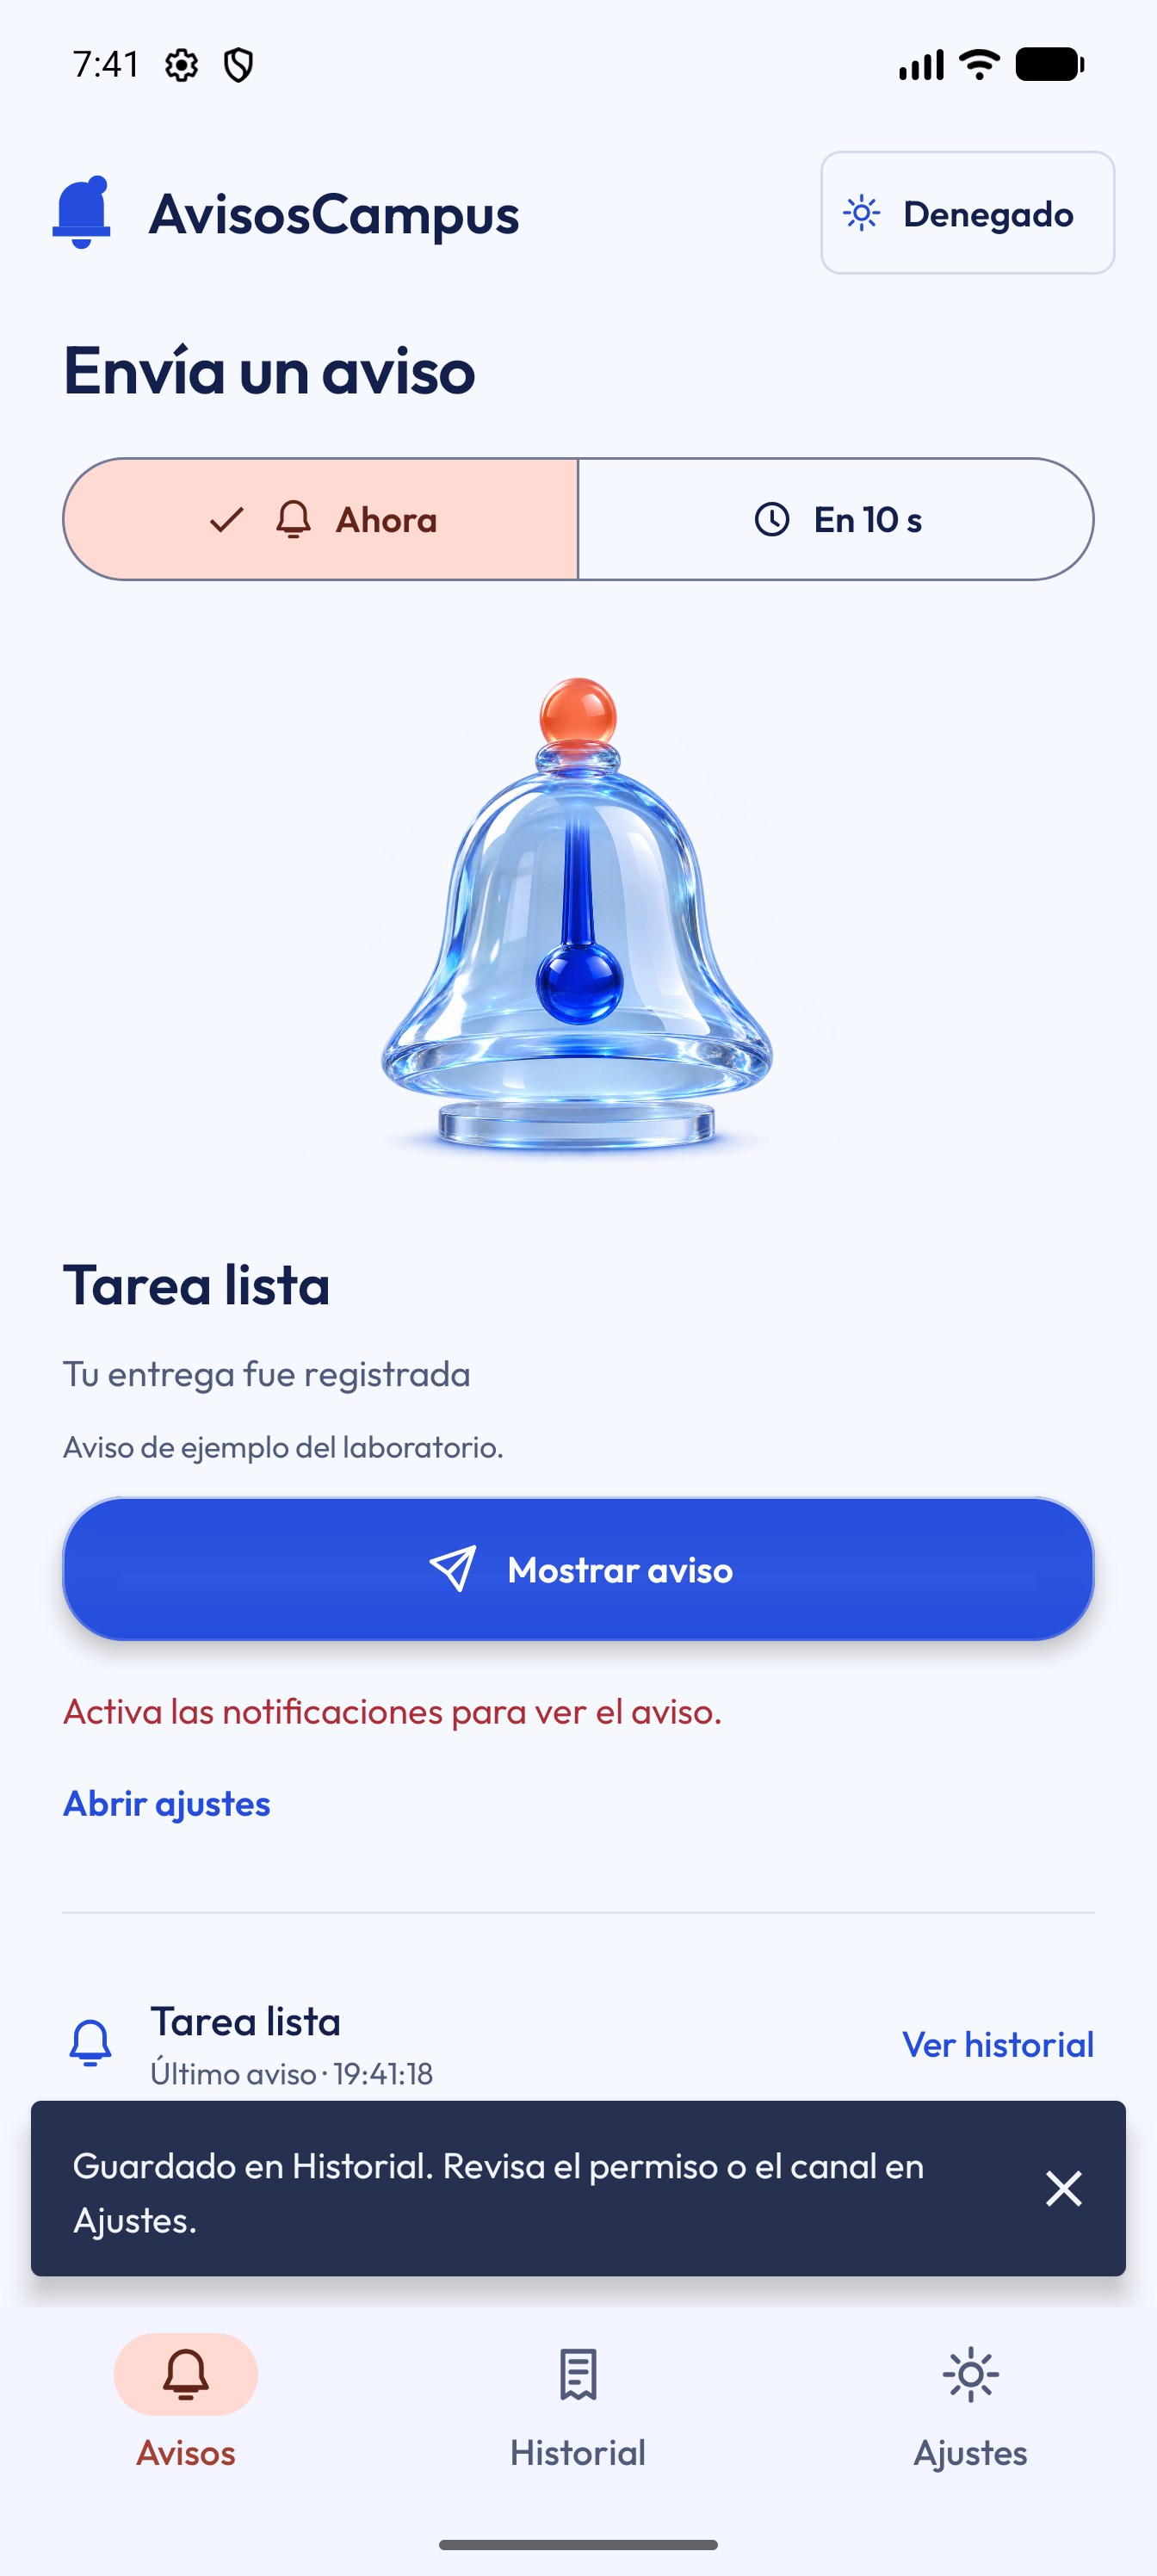 7:41
AvisosCampus
Denegado
Envía un aviso
Ahora
En 10 s
Tarea lista
Tu entrega fue registrada
Aviso de ejemplo del laboratorio.
Mostrar aviso
Activa las notificaciones para ver el aviso.
Abrir ajustes
Tarea lista
Último aviso · 19:41:18
Ver historial
Guardado en Historial. Revisa el permiso o el canal en
Ajustes.
Avisos
Historial
Ajustes